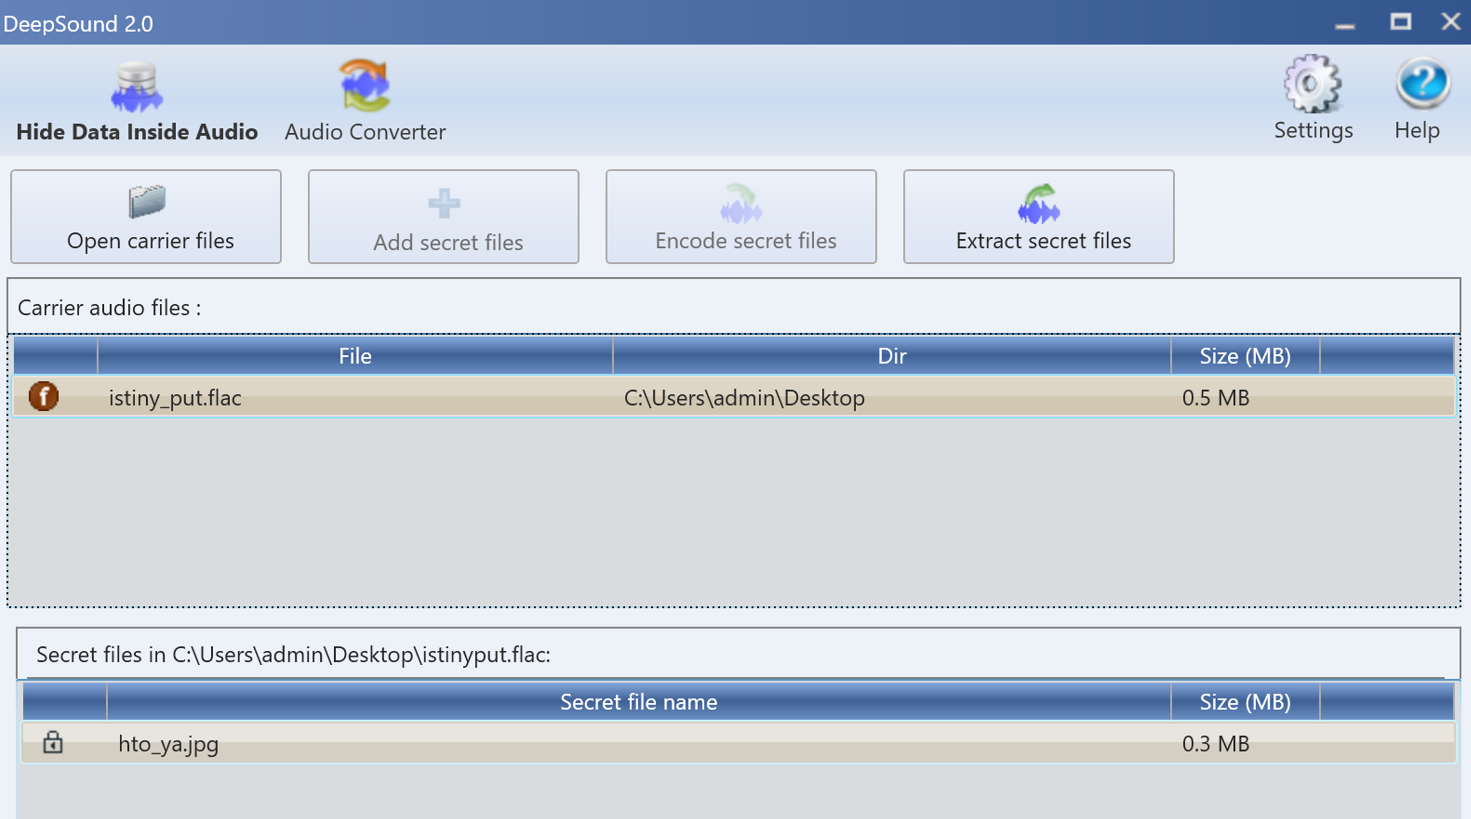 DeepSound 2.0
Hide Data Inside Audio
Audio Converter
Settings
Help
Open carrier files
Add secret files
Encode secret files
Extract secret files
Carrier audio files :
File Dir Size (MB)
istiny_put.flac C:\Users\admin\Desktop 0.5 MB
Secret files in C:\Users\admin\Desktop\istinyput.flac:
Secret file name Size (MB)
hto_ya.jpg 0.3 MB